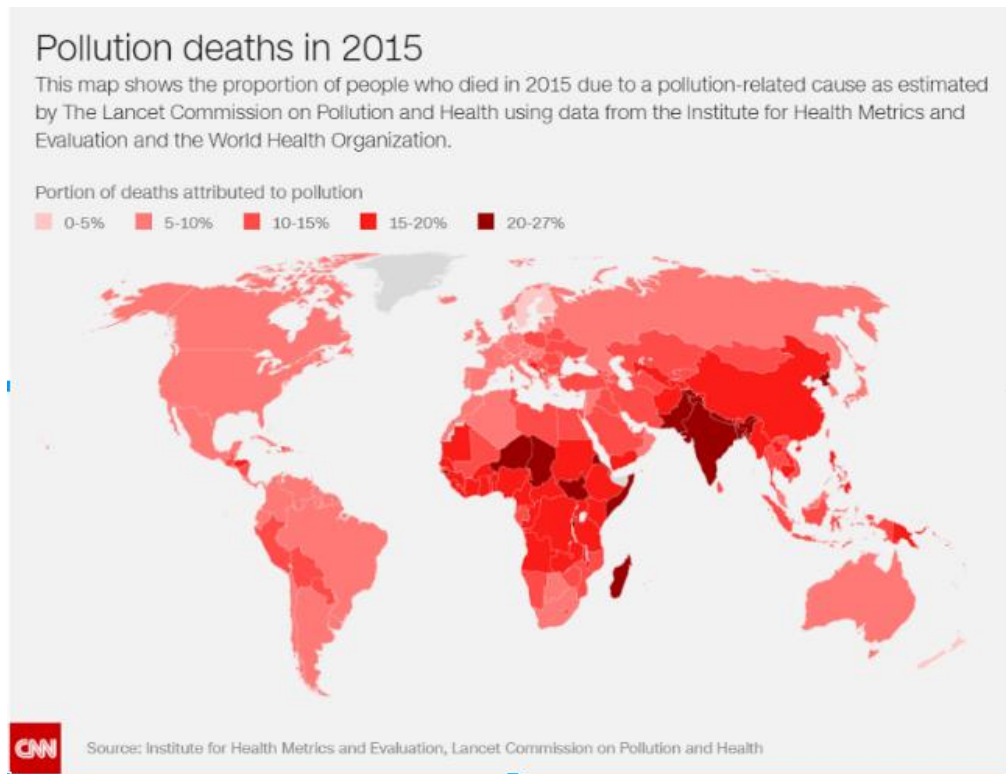 Pollution deaths in 2015
This map shows the proportion of people who died in 2015 due to a pollution-related cause as estimated
by The Lancet Commission on Pollution and Health using data from the Institute for Health Metrics and
Evaluation and the World Health Organization.
Portion of deaths attributed to pollution
0-5% 5-10% 10-15% 15-20% 20-27%
CNN Source: Institute for Health Metrics and Evaluation, Lancet Commission on Pollution and Health